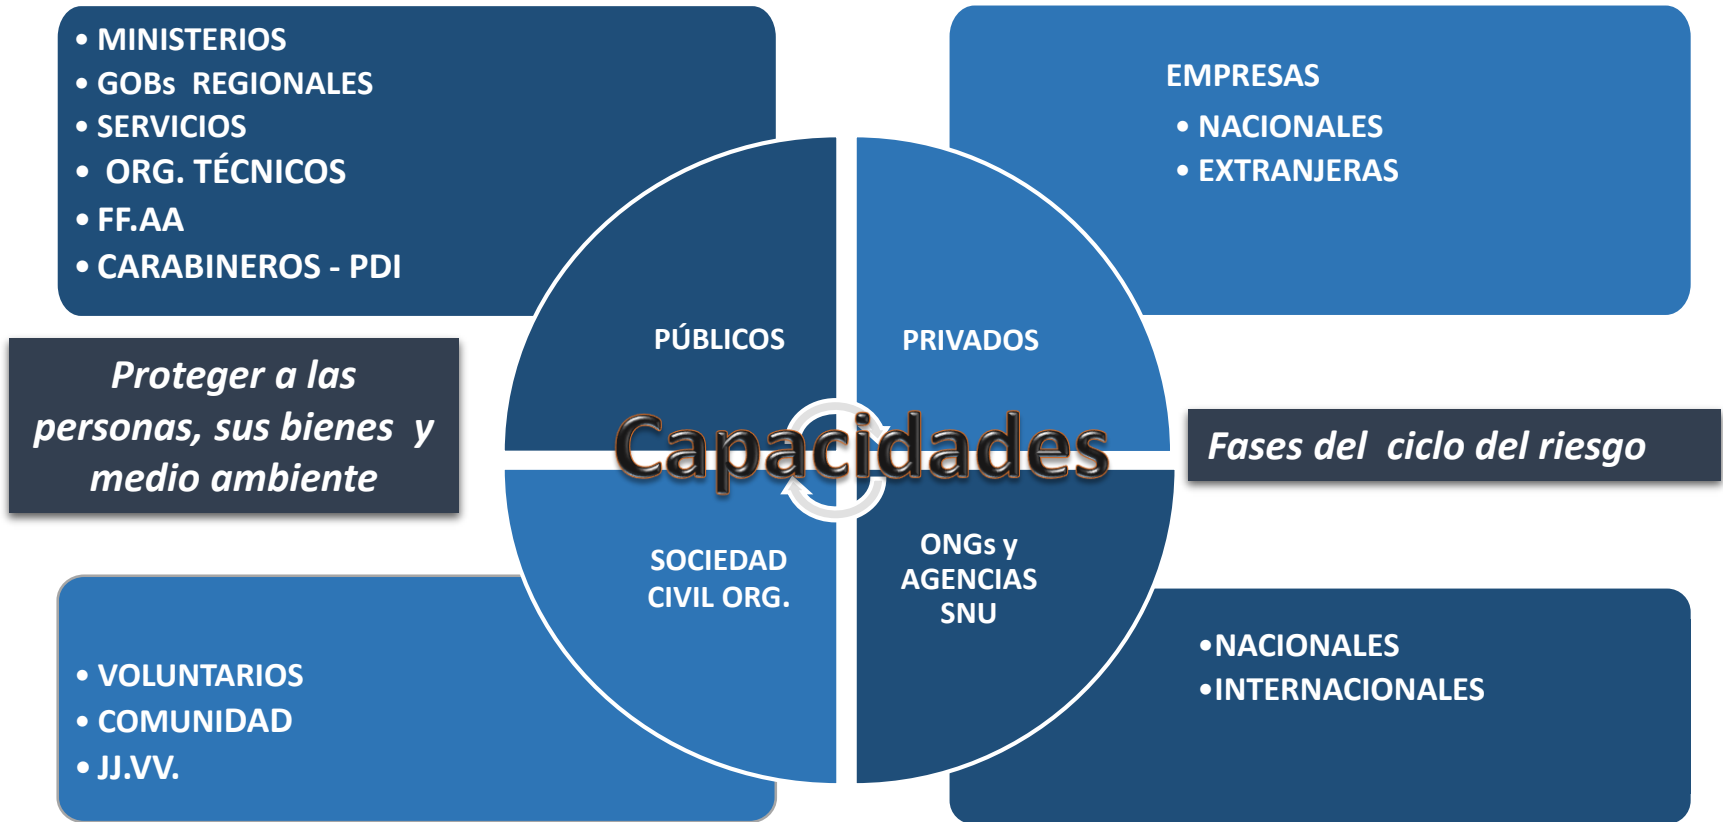 • MINISTERIOS
• GOBs REGIONALES
• SERVICIOS
• ORG. TÉCNICOS
• FF.AA
• CARABINEROS - PDI
EMPRESAS
• NACIONALES
• EXTRANJERAS
PÚBLICOS
PRIVADOS
Proteger a las
personas, sus bienes y
medio ambiente
Capacidades
Fases del ciclo del riesgo
SOCIEDAD
CIVIL ORG.
ONGs y
AGENCIAS
SNU
• VOLUNTARIOS
• COMUNIDAD
• JJ.VV.
•NACIONALES
•INTERNACIONALES